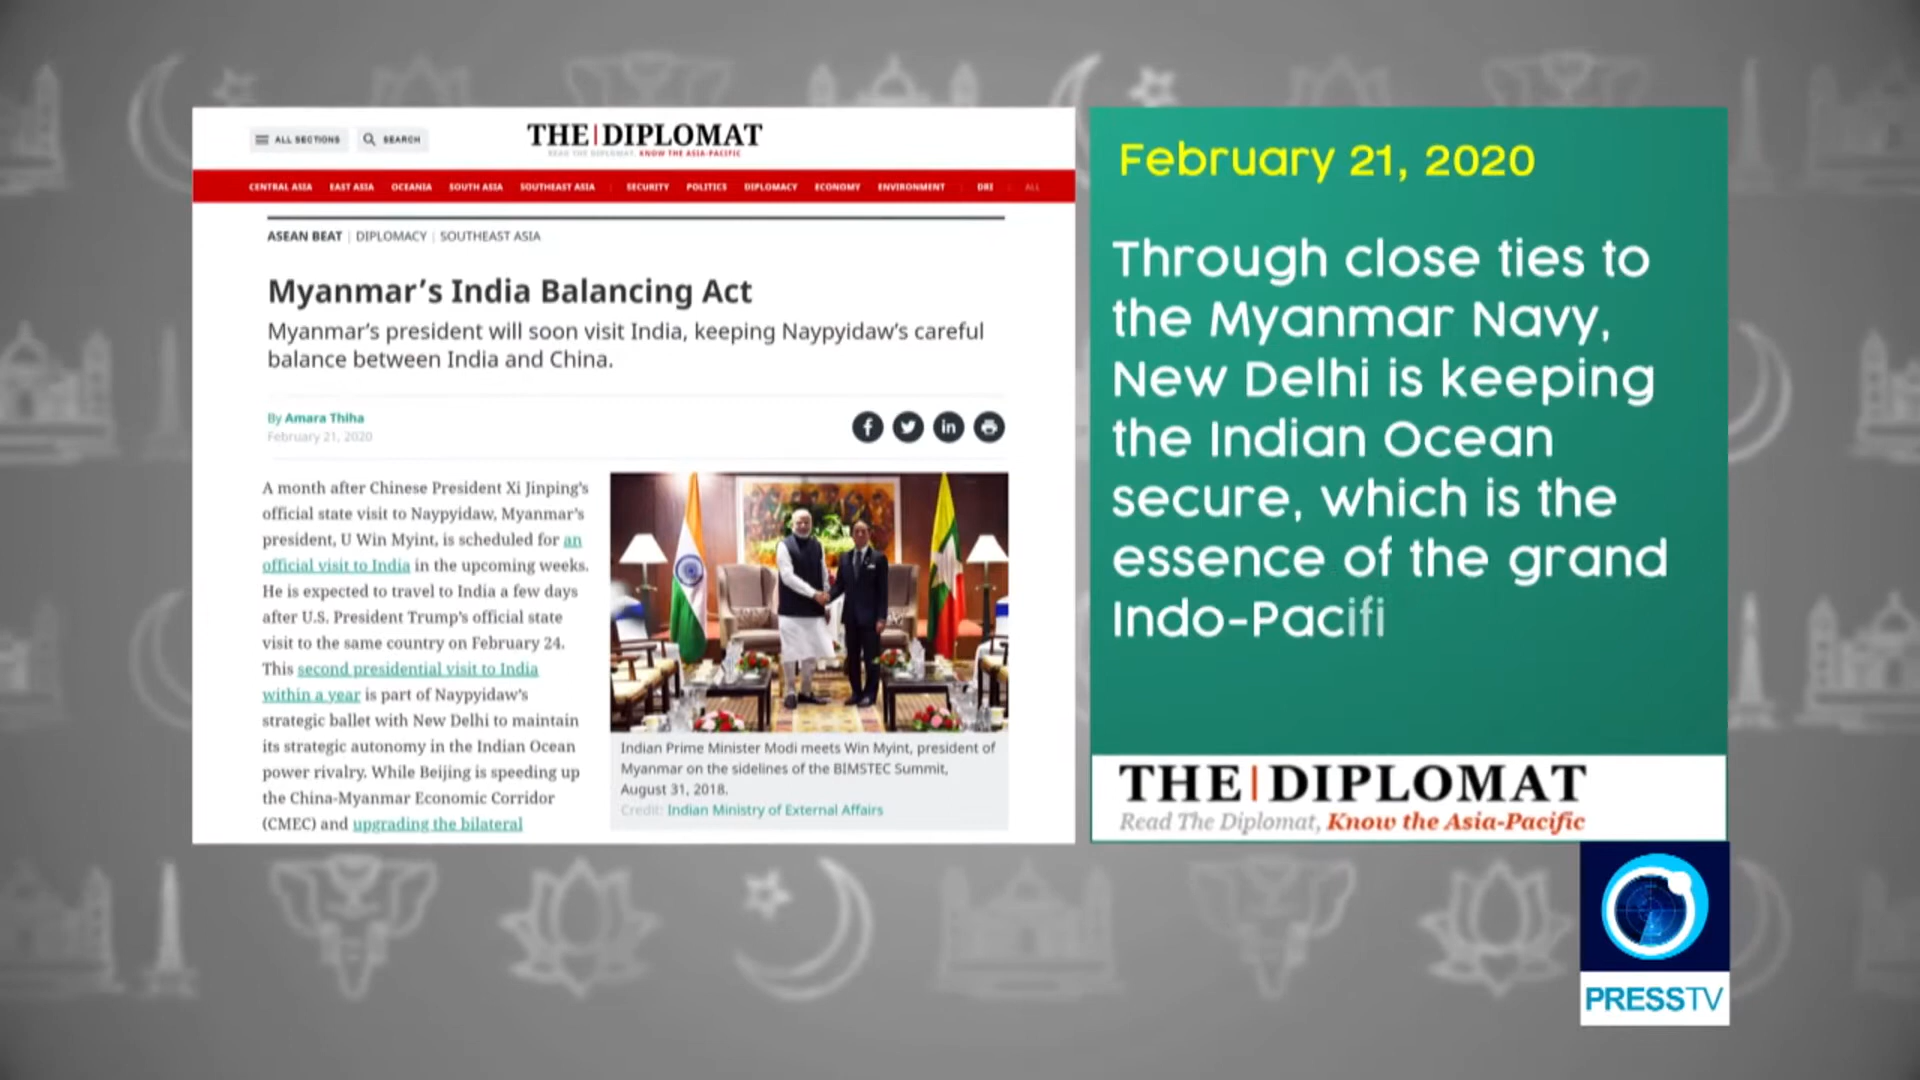 ALL SECTIONS
SEARCH
THE|DIPLOMAT
READ THE DIPLOMAT, KNOW THE ASIA-PACIFIC
CENTRAL ASIA EAST ASIA OCEANIA SOUTH ASIA SOUTHEAST ASIA | SECURITY POLITICS DIPLOMACY ECONOMY ENVIRONMENT | DRI | ALL
ASEAN BEAT | DIPLOMACY | SOUTHEAST ASIA
Myanmar's India Balancing Act
Myanmar's president will soon visit India, keeping Naypyidaw's careful
balance between India and China.
By Amara Thiha
February 21, 2020
A month after Chinese President Xi Jinping's
official state visit to Naypyidaw, Myanmar's
president, U Win Myint, is scheduled for an
official visit to India in the upcoming weeks.
He is expected to travel to India a few days
after U.S. President Trump's official state
visit to the same country on February 24.
This second presidential visit to India
within a year is part of Naypyidaw's
strategic ballet with New Delhi to maintain
its strategic autonomy in the Indian Ocean
power rivalry. While Beijing is speeding up
the China-Myanmar Economic Corridor
(CMEC) and upgrading the bilateral
Indian Prime Minister Modi meets Win Myint, president of
Myanmar on the sidelines of the BIMSTEC Summit,
August 31, 2018.
Credit: Indian Ministry of External Affairs
February 21, 2020
Through close ties to
the Myanmar Navy,
New Delhi is keeping
the Indian Ocean
secure, which is the
essence of the grand
Indo-Pacifi
THE|DIPLOMAT
Read The Diplomat, Know the Asia-Pacific
PRESSTV